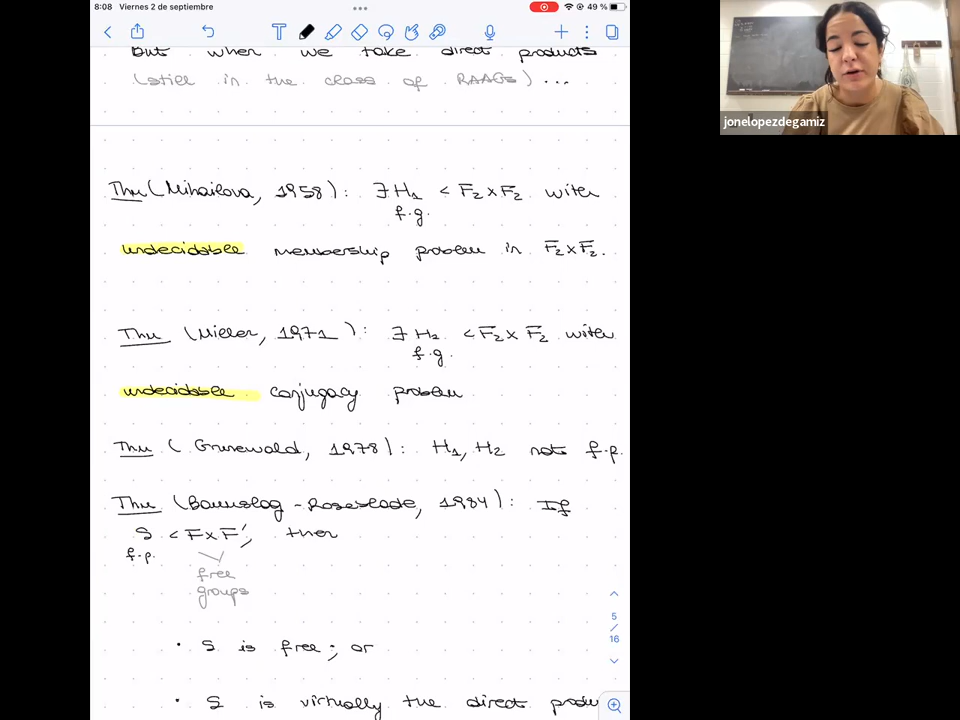 8:08 Viernes 2 de septiembre
49 %
But when we take direct products
(still in the class of RAAGs) ...
Thm (Mihailova, 1958): ∃ H₁ < F₂ x F₂ with
f.g.
undecidable membership problem in F₂ x F₂.
Thm (Miller, 1971): ∃ H₂ < F₂ x F₂ with
f.g.
undecidable conjugacy problem
Thm (Grunewald, 1978): H₁, H₂ not f.p.
Thm (Baumslag - Roseblade, 1984): If
S < F x F', then
f.p.
free
groups
• S is free; or
• S is virtually the direct produ
5
/
16
jonelopezdegamiz